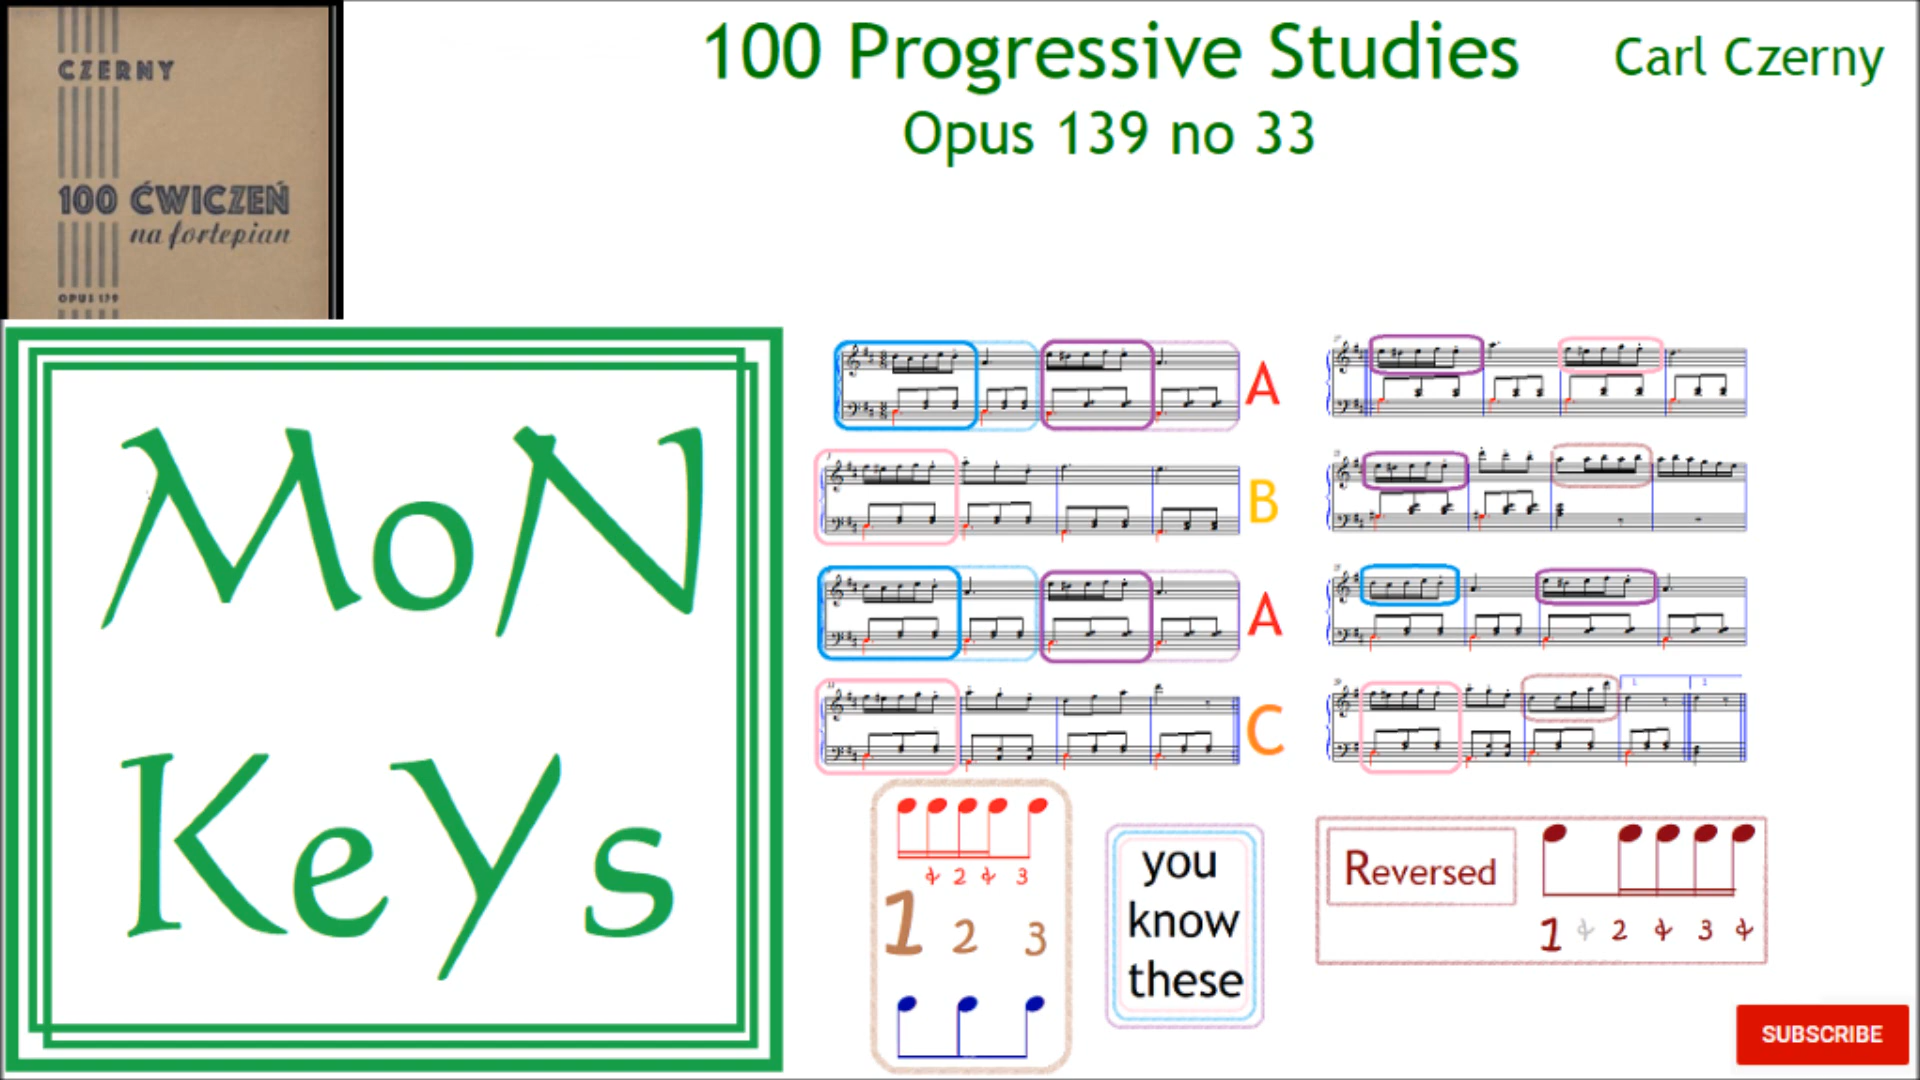 CZERNY
100 ĆWICZEŃ
na fortepian
OPUS 139
100 Progressive Studies
Carl Czerny
Opus 139 no 33
MoN
KeYs
A
B
A
C
& 2 & 3
1 2 3
you
know
these
Reversed
1 & 2 & 3 &
SUBSCRIBE